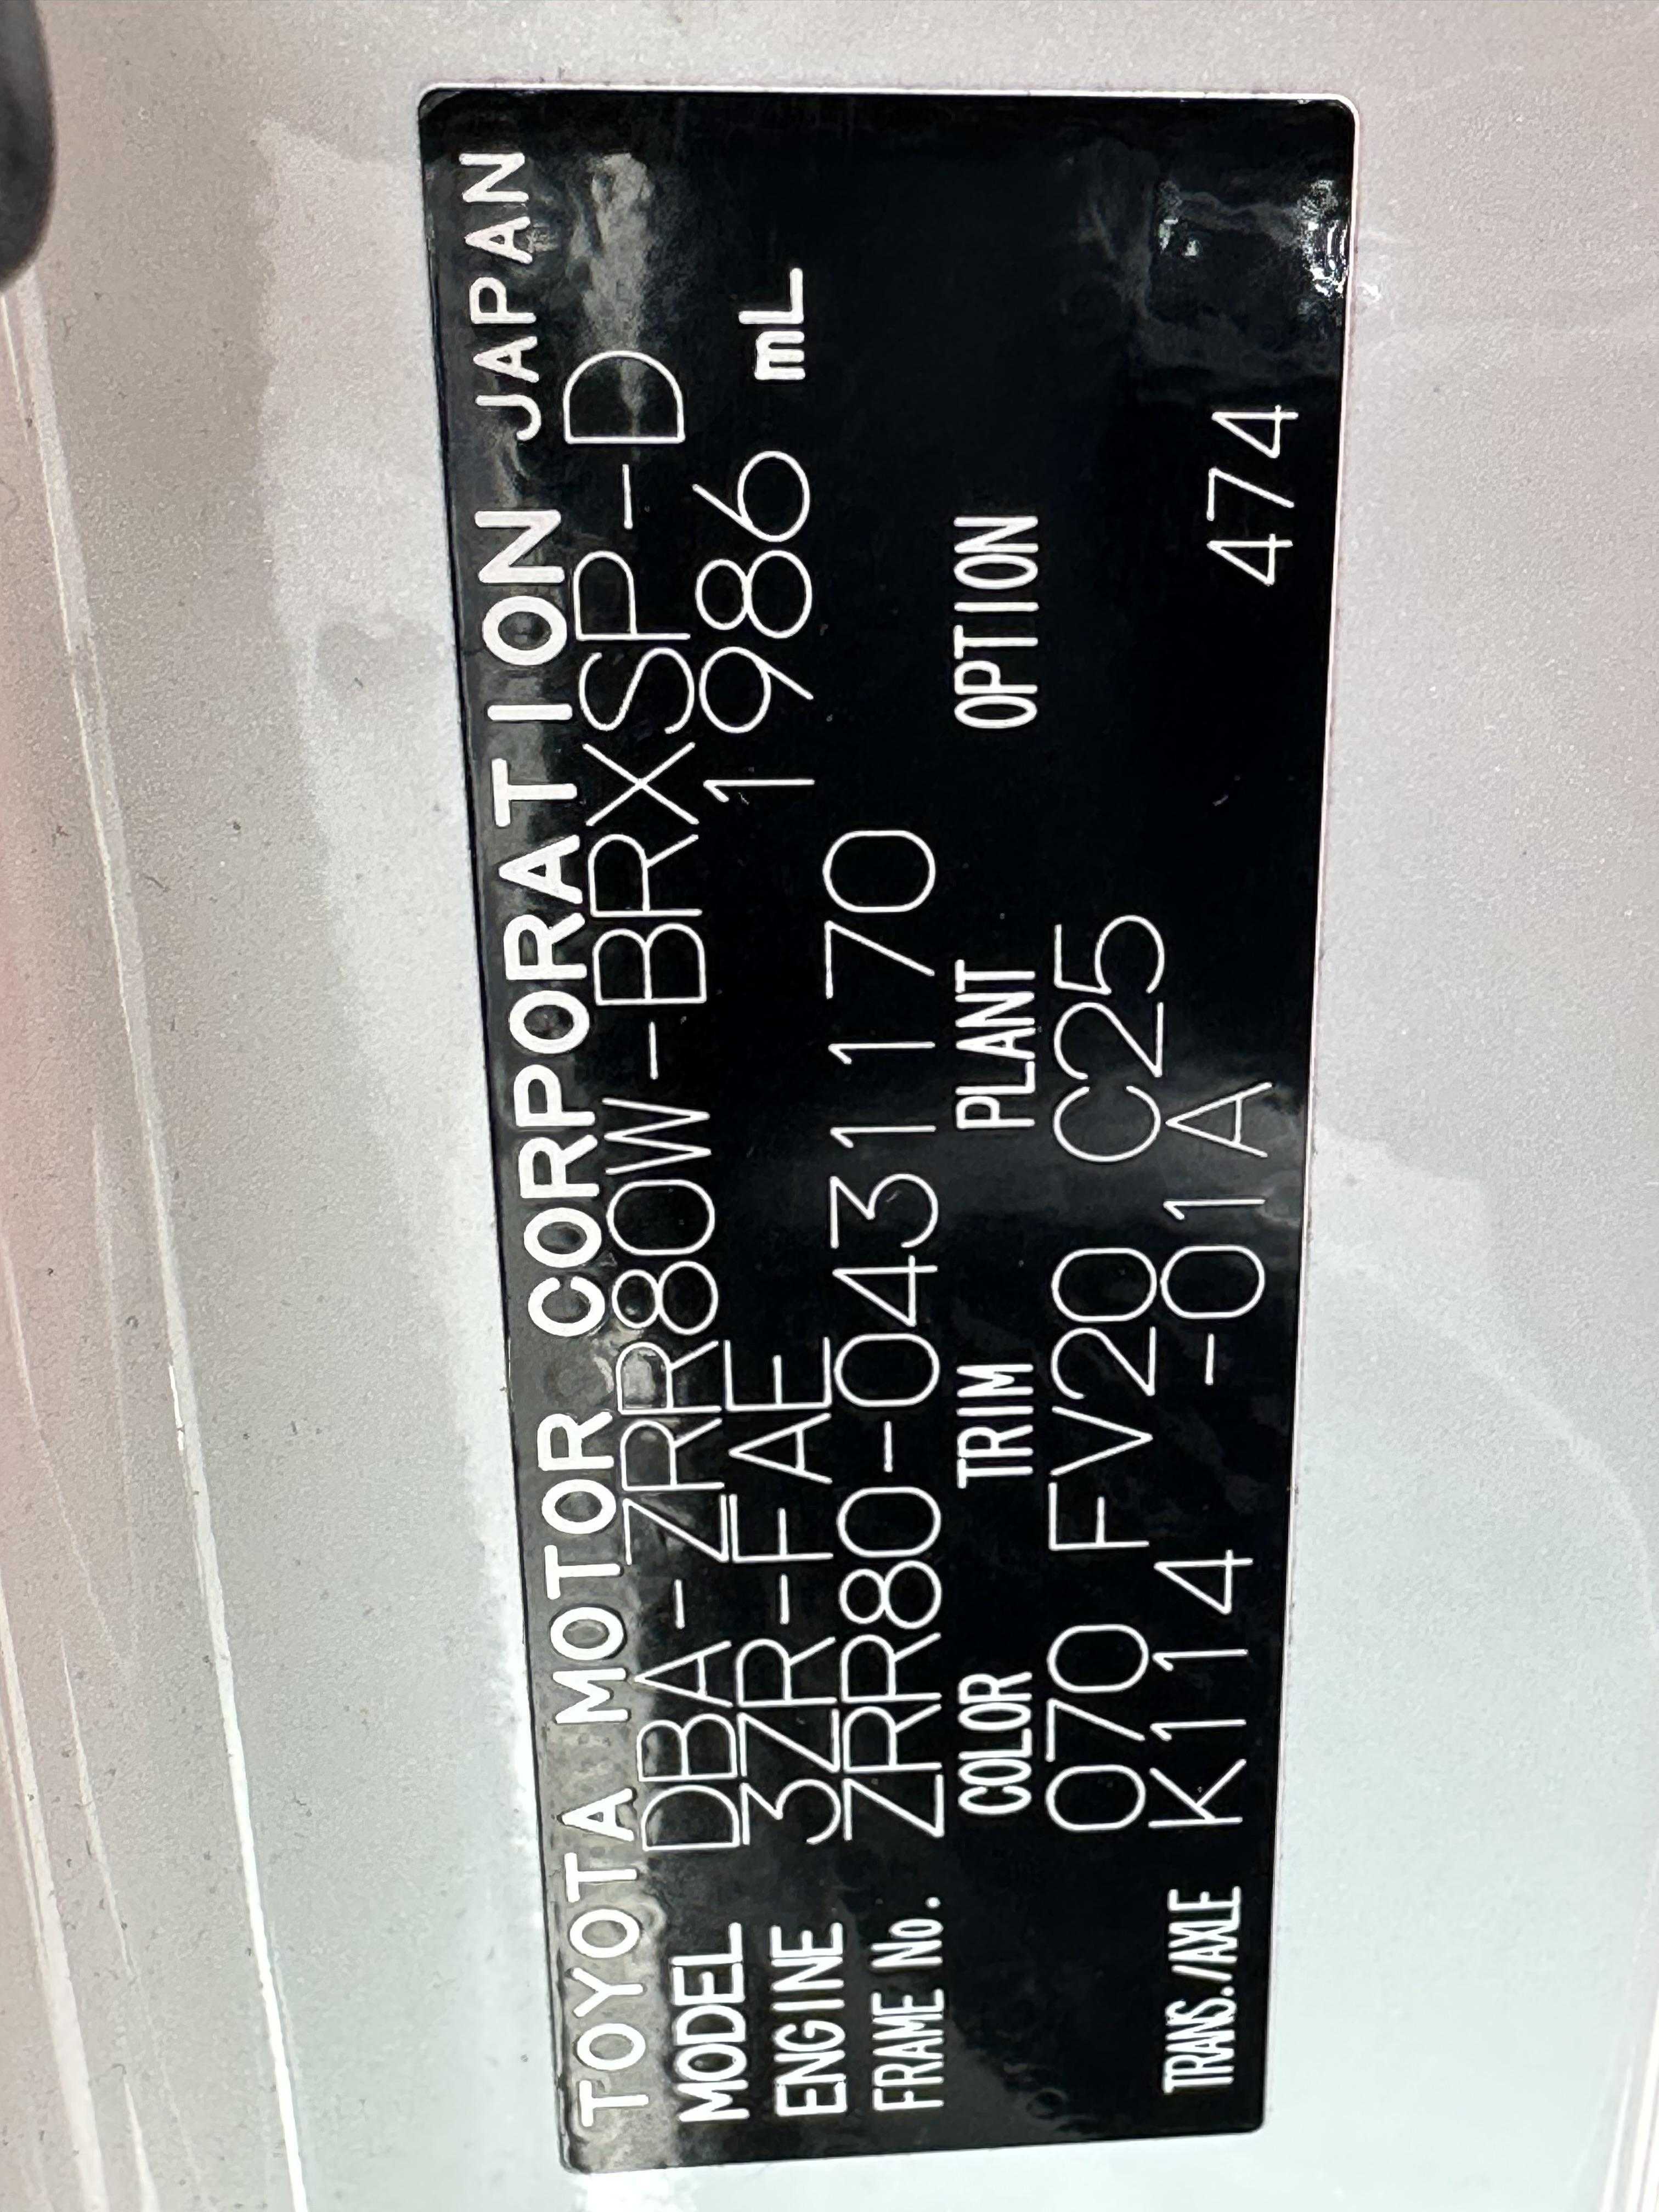 TOYOTA MOTOR CORPORATION JAPAN
MODEL DBA-ZRR80W-BRXSP-D
ENGINE 3ZR-FAE 1986 mL
FRAME No. ZRR80-0431170
COLOR TRIM PLANT OPTION
070 FV20 C25
TRANS./AXLE K114 -01A 474